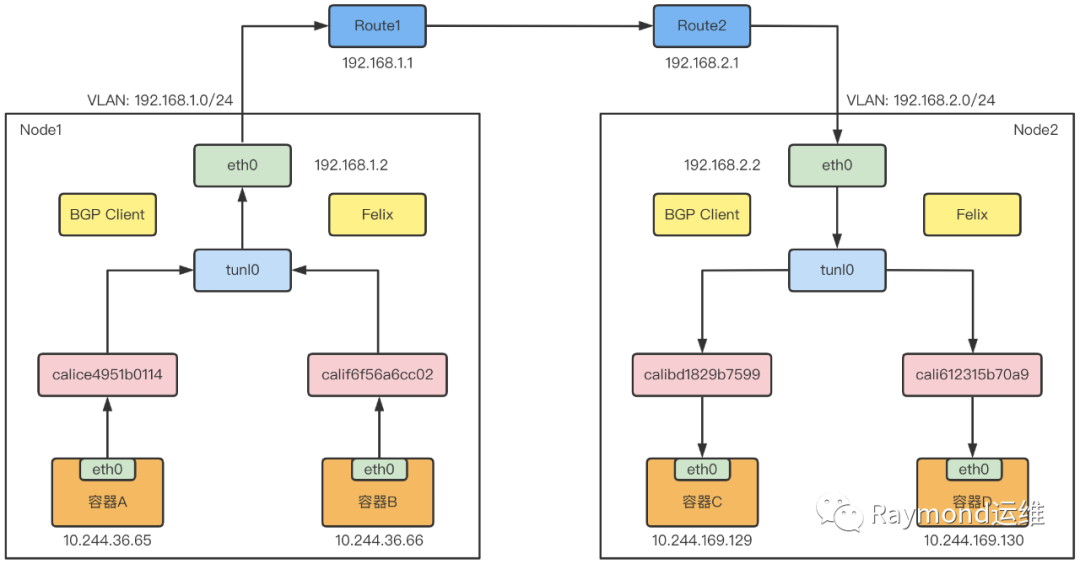 Route1
Route2
192.168.1.1
192.168.2.1
VLAN: 192.168.1.0/24
VLAN: 192.168.2.0/24
Node1
Node2
eth0
192.168.1.2
192.168.2.2
eth0
BGP Client
Felix
BGP Client
Felix
tunl0
tunl0
calice4951b0114
calif6f56a6cc02
calibd1829b7599
cali612315b70a9
eth0
eth0
eth0
eth0
容器A
容器B
容器C
容器D
Raymond运维
10.244.36.65
10.244.36.66
10.244.169.129
10.244.169.130